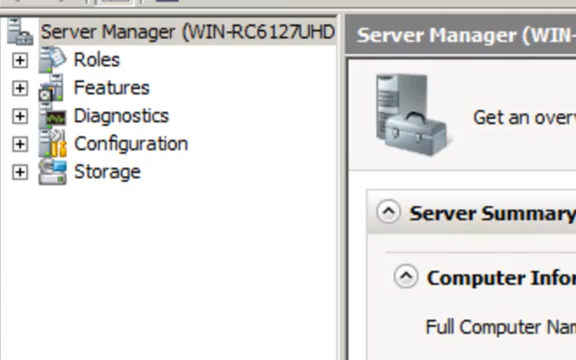 Server Manager (WIN-RC6127UHD
Roles
Features
Diagnostics
Configuration
Storage
Server Manager (WIN-
Get an over
Server Summary
Computer Infor
Full Computer Nam